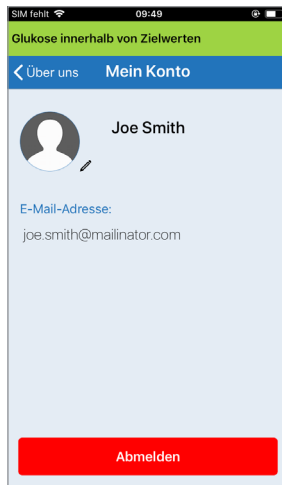 SIM fehlt 09:49
Glukose innerhalb von Zielwerten
Über uns Mein Konto
Joe Smith
E-Mail-Adresse:
joe.smith@mailinator.com
Abmelden